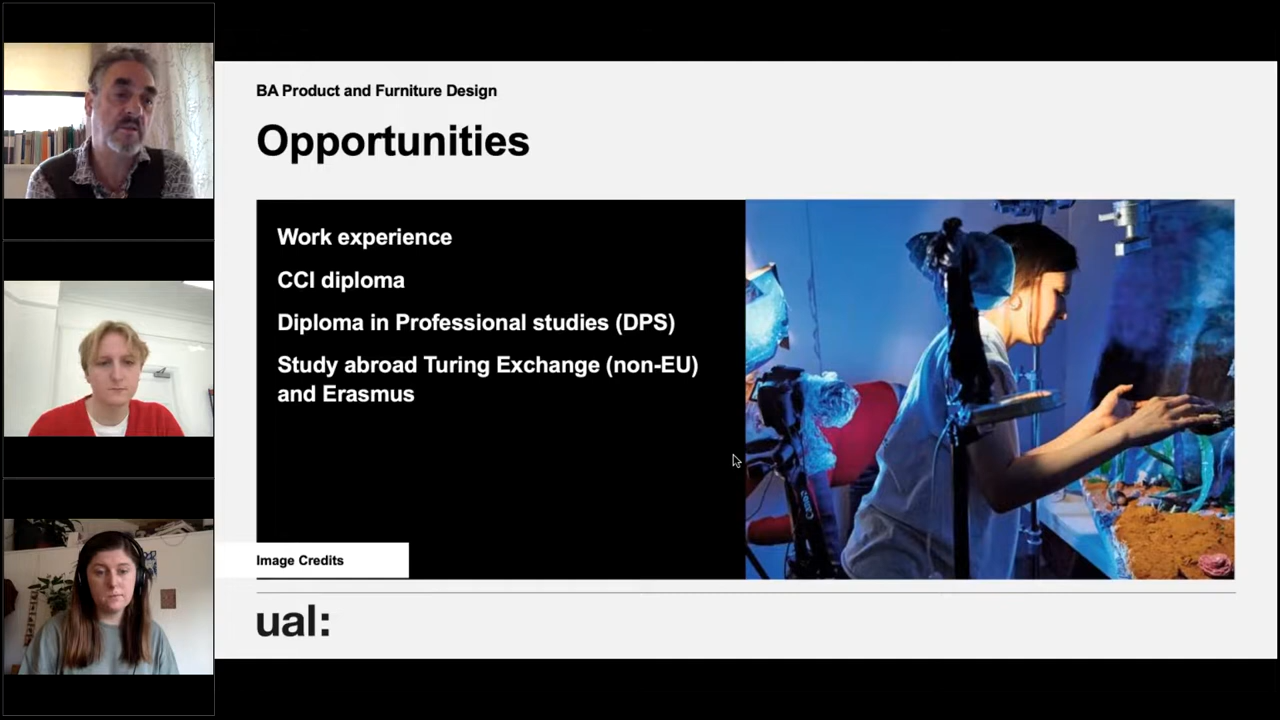 BA Product and Furniture Design
Opportunities
Work experience
CCI diploma
Diploma in Professional studies (DPS)
Study abroad Turing Exchange (non-EU)
and Erasmus
Image Credits
ual: